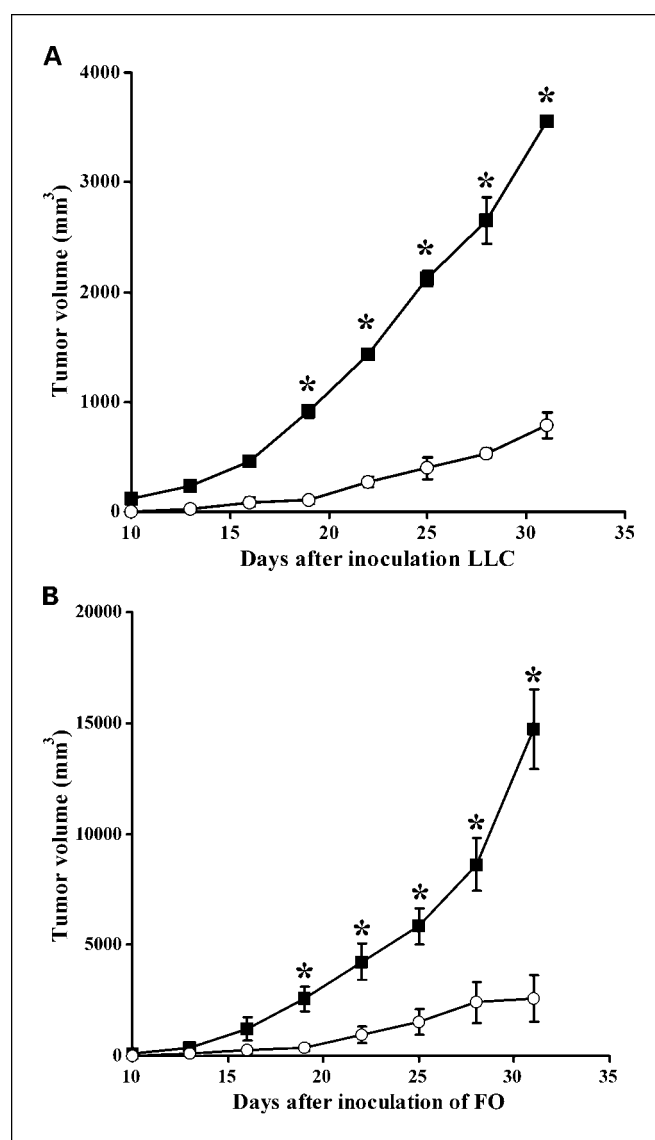 A
Tumor volume (mm³)
4000
3000
2000
1000
0
10 15 20 25 30 35
Days after inoculation LLC
* * * * *
B
Tumor volume (mm³)
20000
15000
10000
5000
0
10 15 20 25 30 35
Days after inoculation of FO
* * * * *